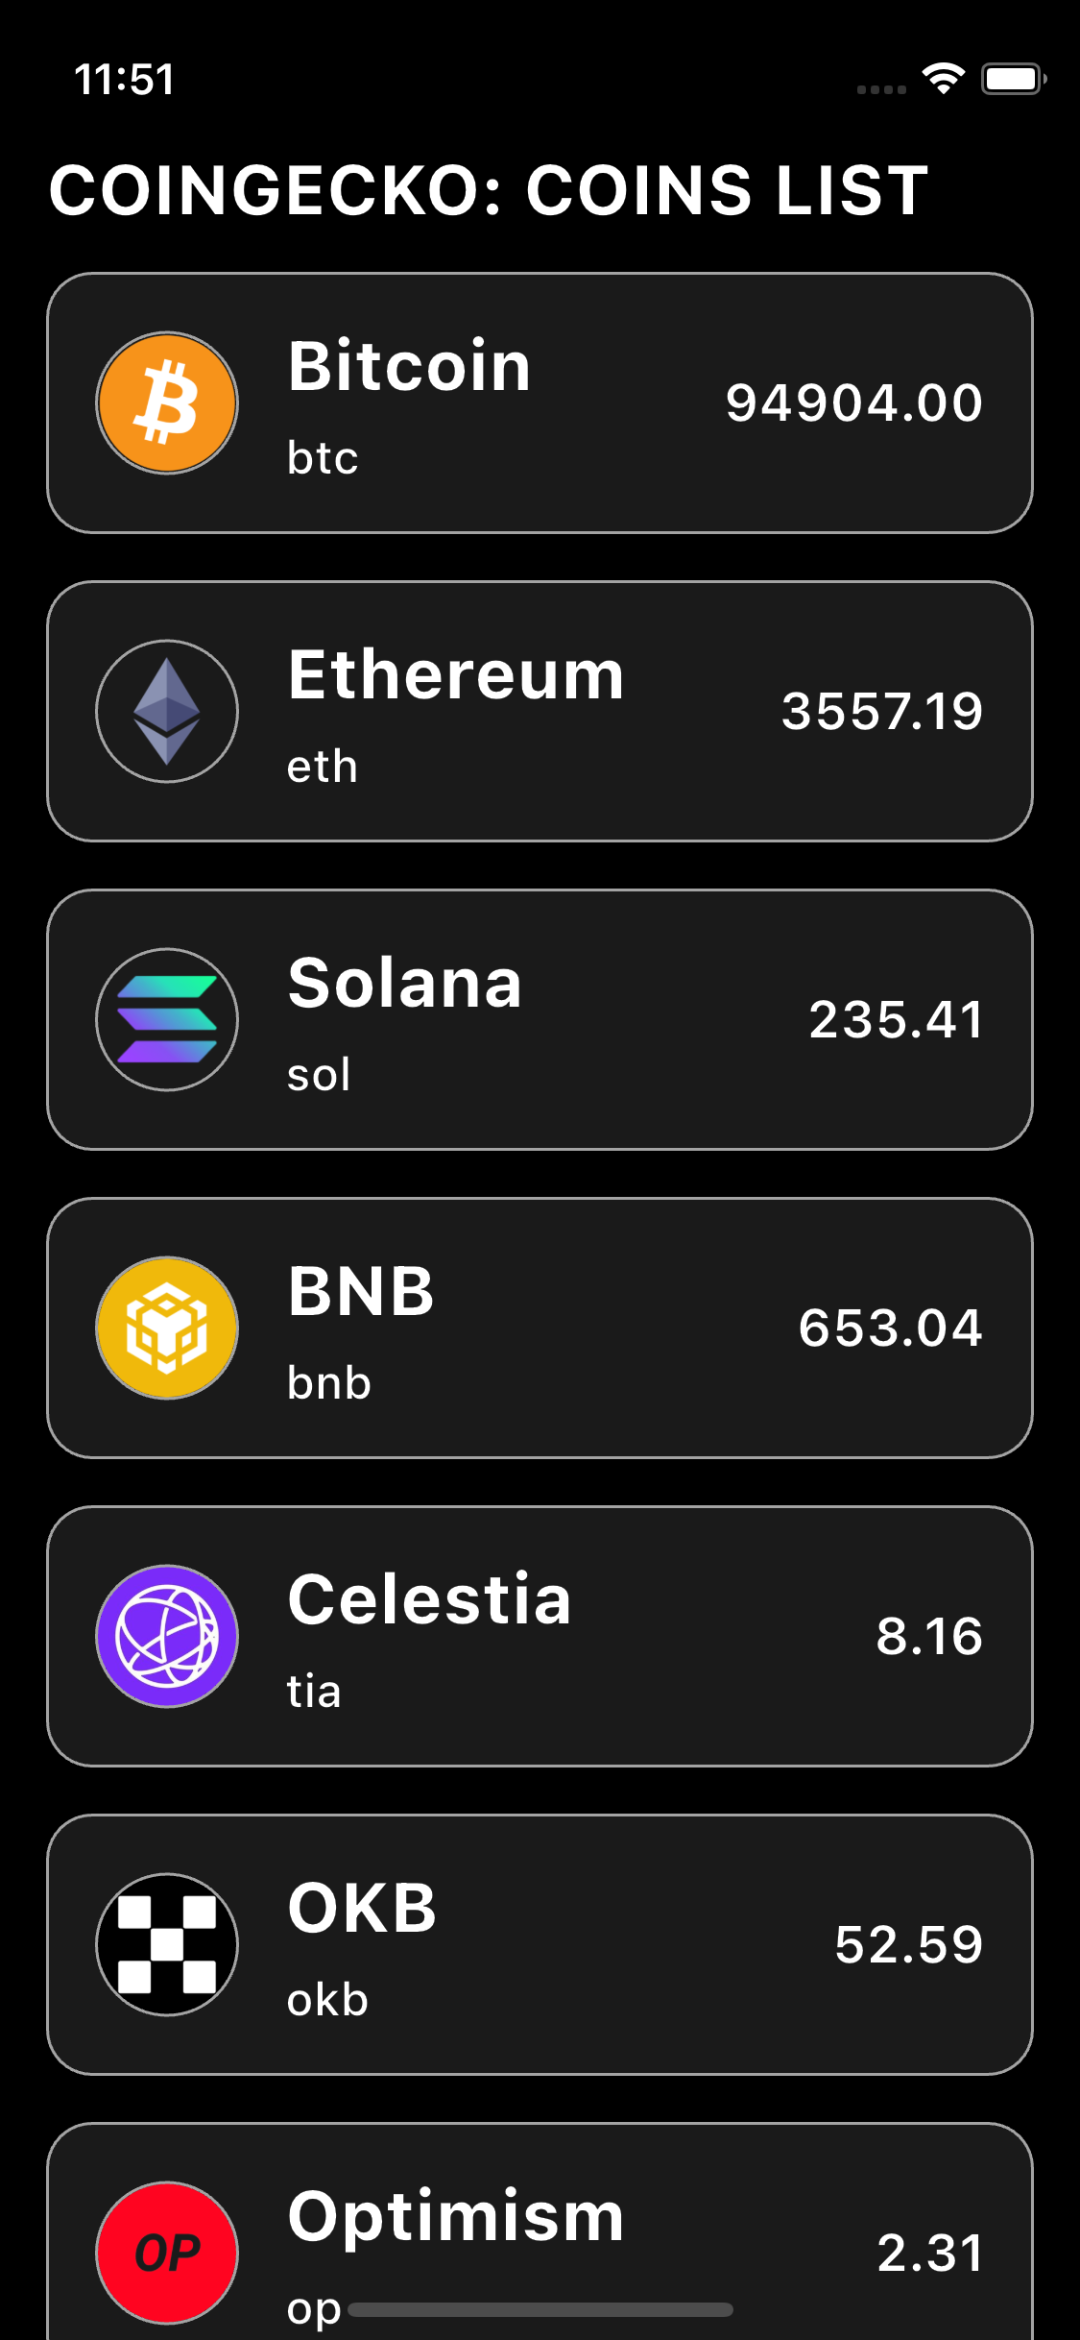 11:51
COINGECKO: COINS LIST
Bitcoin
94904.00
btc
Ethereum
3557.19
eth
Solana
235.41
sol
BNB
653.04
bnb
Celestia
8.16
tia
OKB
52.59
okb
Optimism
OP
2.31
op